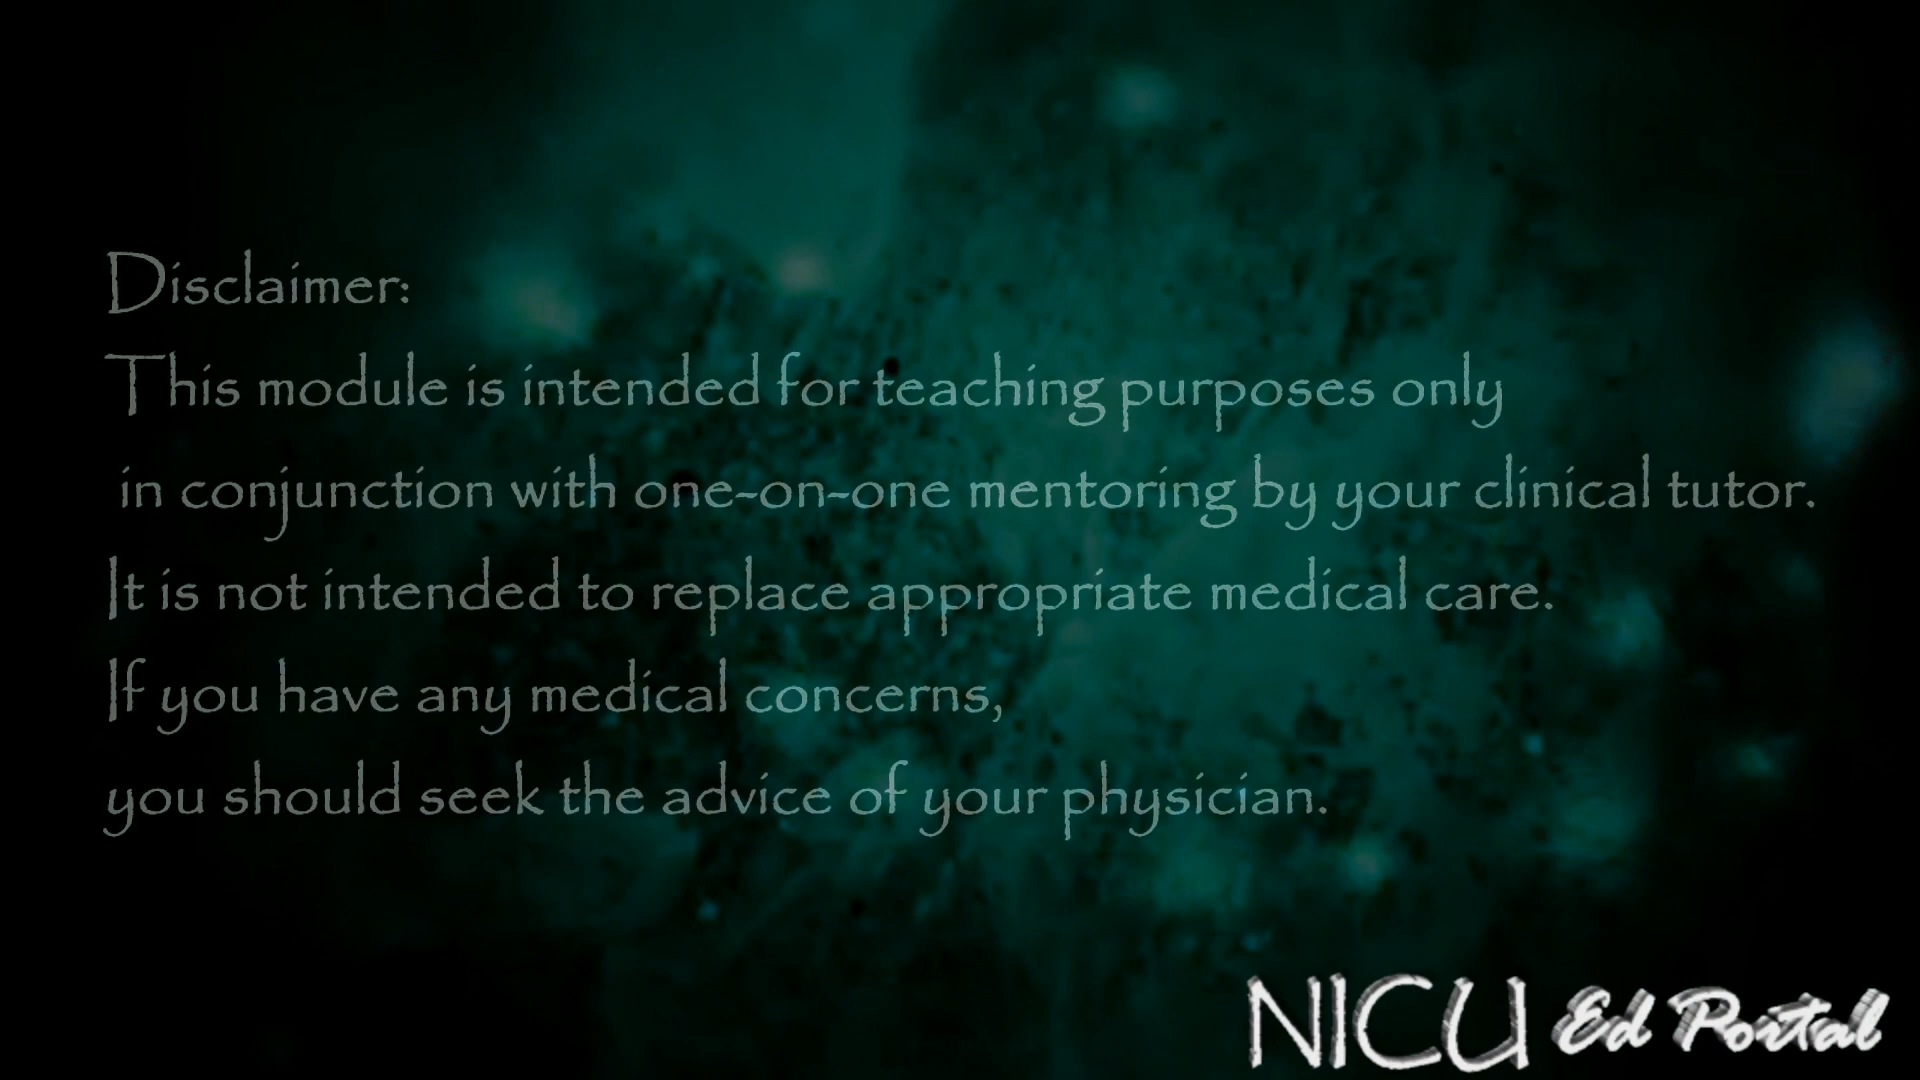 Disclaimer:
This module is intended for teaching purposes only
in conjunction with one-on-one mentoring by your clinical tutor.
It is not intended to replace appropriate medical care.
If you have any medical concerns,
you should seek the advice of your physician.
NICU Ed Portal